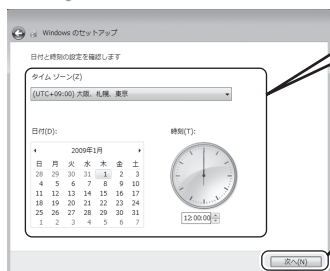 Windows のセットアップ
日付と時刻の設定を確認します
タイム ゾーン(Z)
(UTC+09:00) 大阪、札幌、東京
日付(D):
時刻(T):
2009年1月
日 月 火 水 木 金 土
28 29 30 31 1 2 3
4 5 6 7 8 9 10
11 12 13 14 15 16 17
18 19 20 21 22 23 24
25 26 27 28 29 30 31
1 2 3 4 5 6 7
12:00:00
次へ(N)